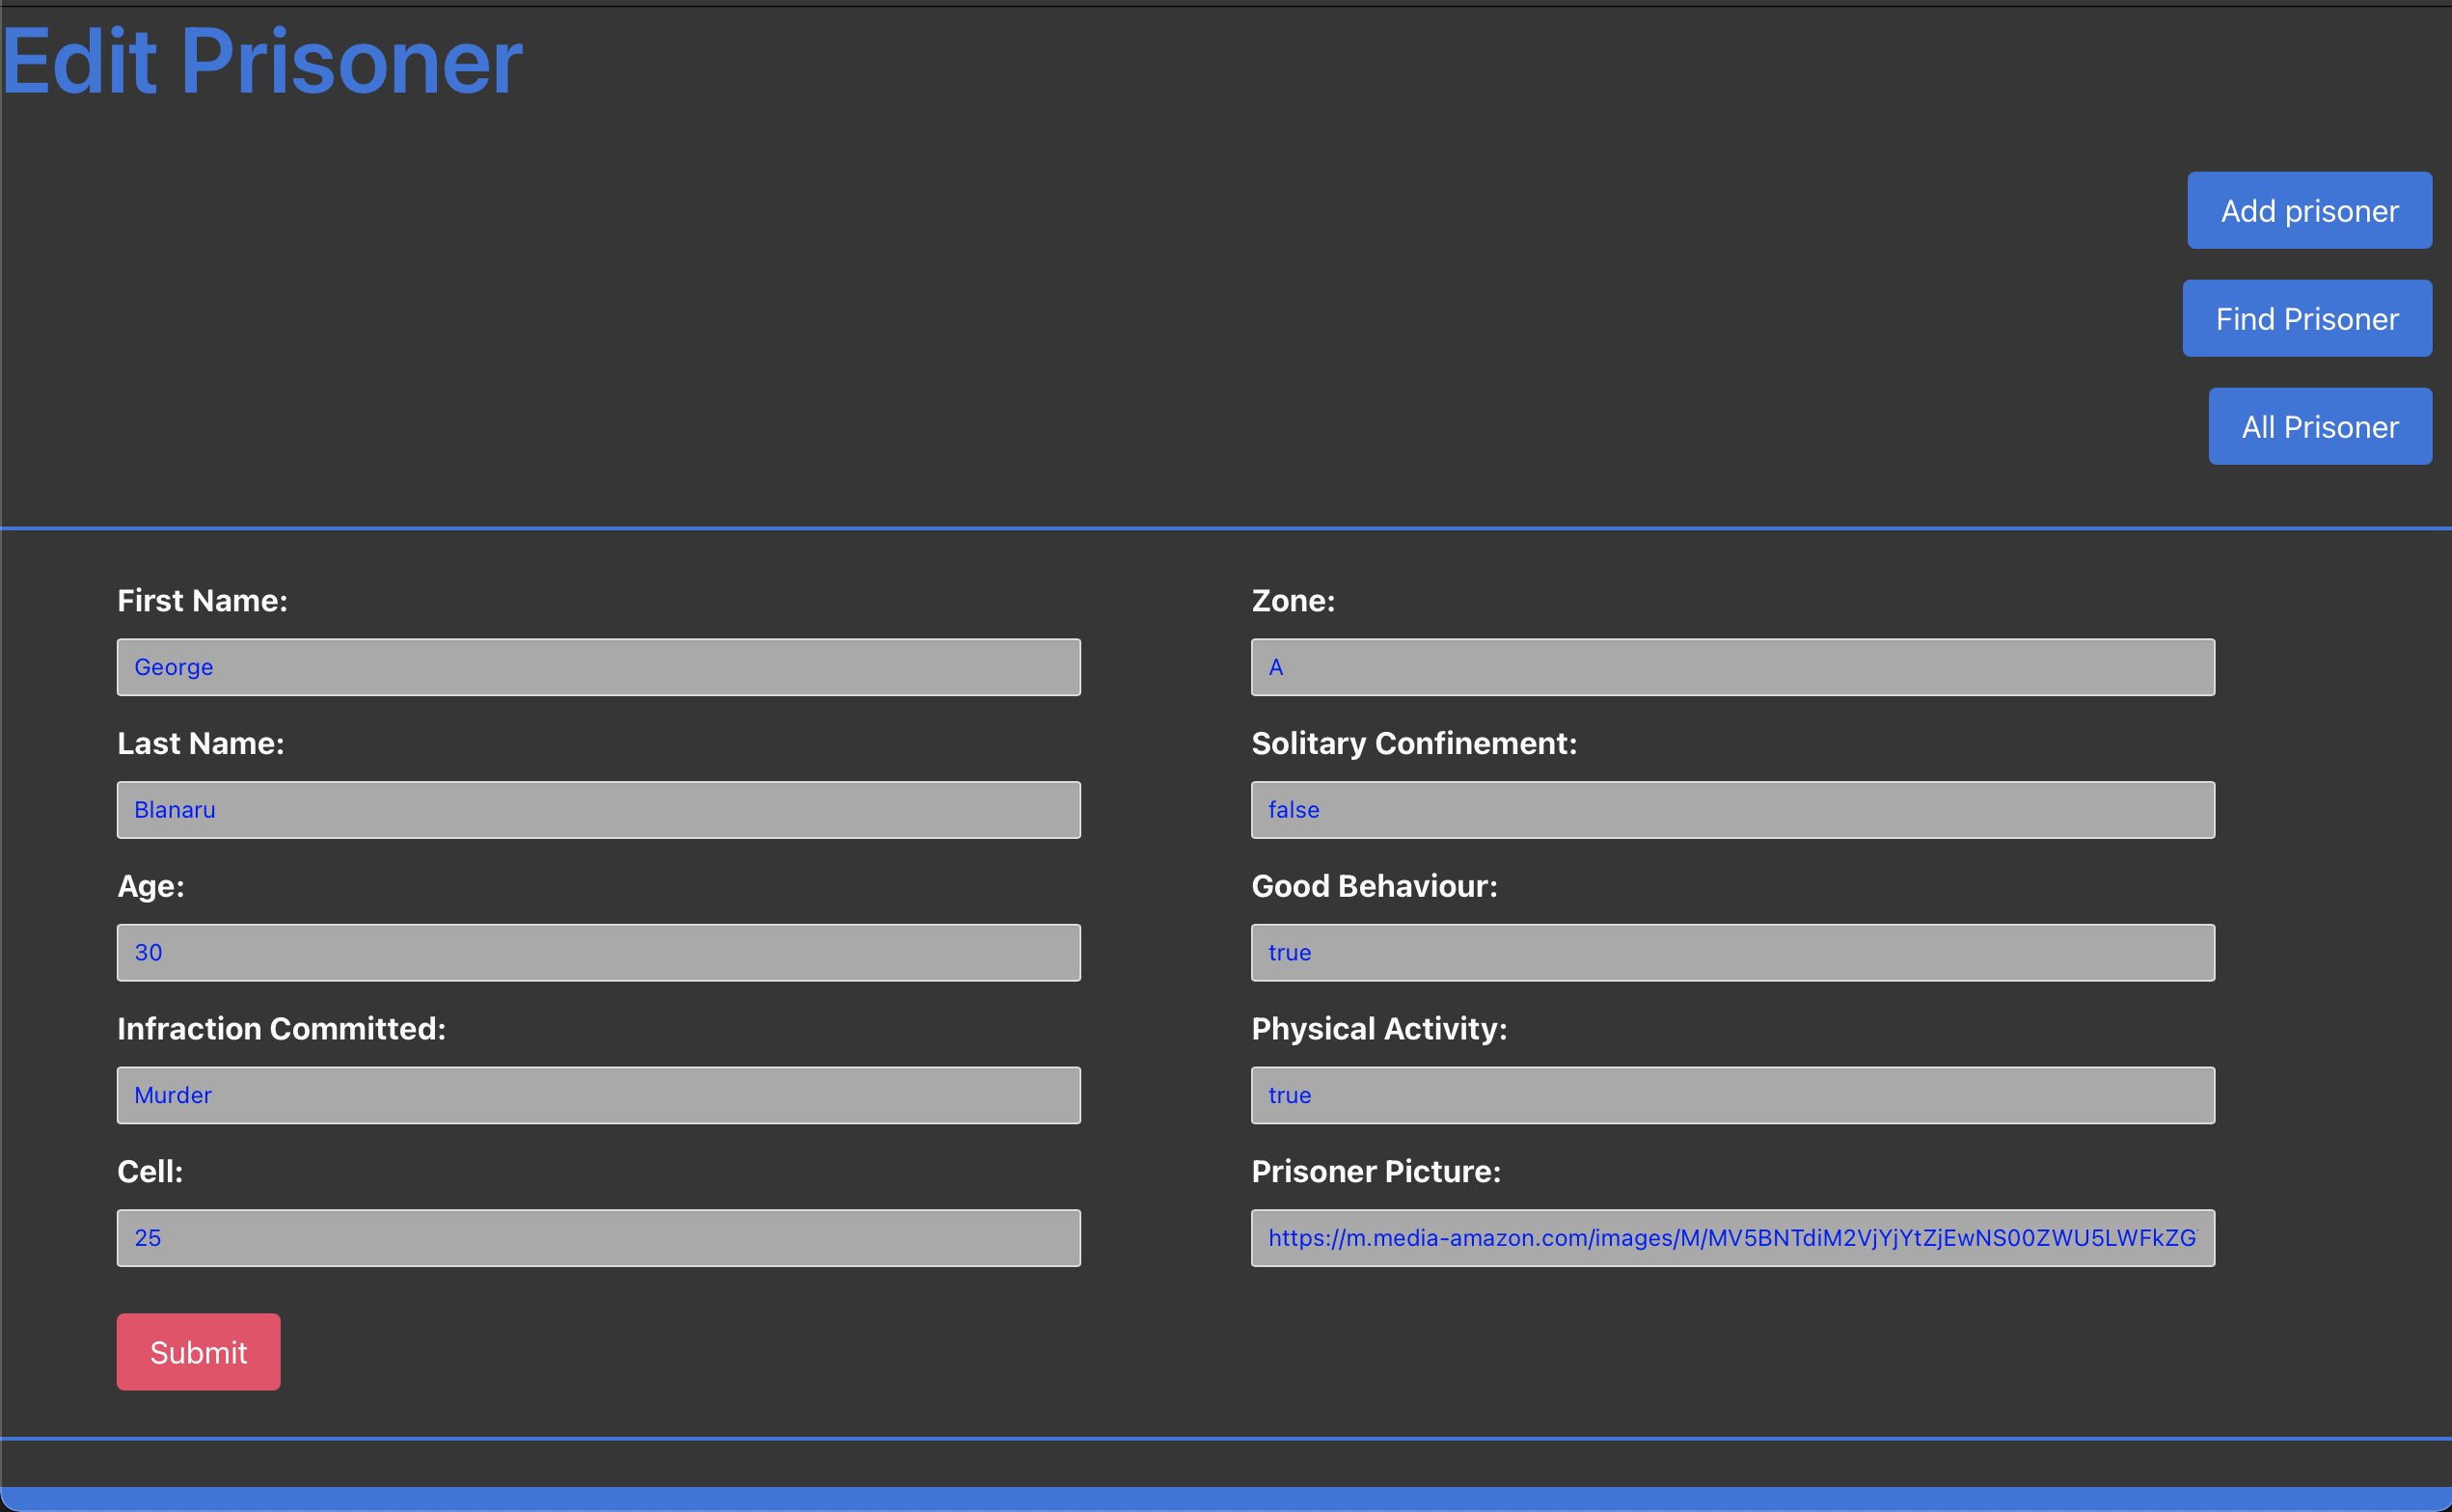 Edit Prisoner
Add prisoner
Find Prisoner
All Prisoner
First Name:
George
Last Name:
Blanaru
Age:
30
Infraction Committed:
Murder
Cell:
25
Zone:
A
Solitary Confinement:
false
Good Behaviour:
true
Physical Activity:
true
Prisoner Picture:
https://m.media-amazon.com/images/M/MV5BNTdiM2VjYjYtZjEwNS00ZWU5LWFkZG
Submit